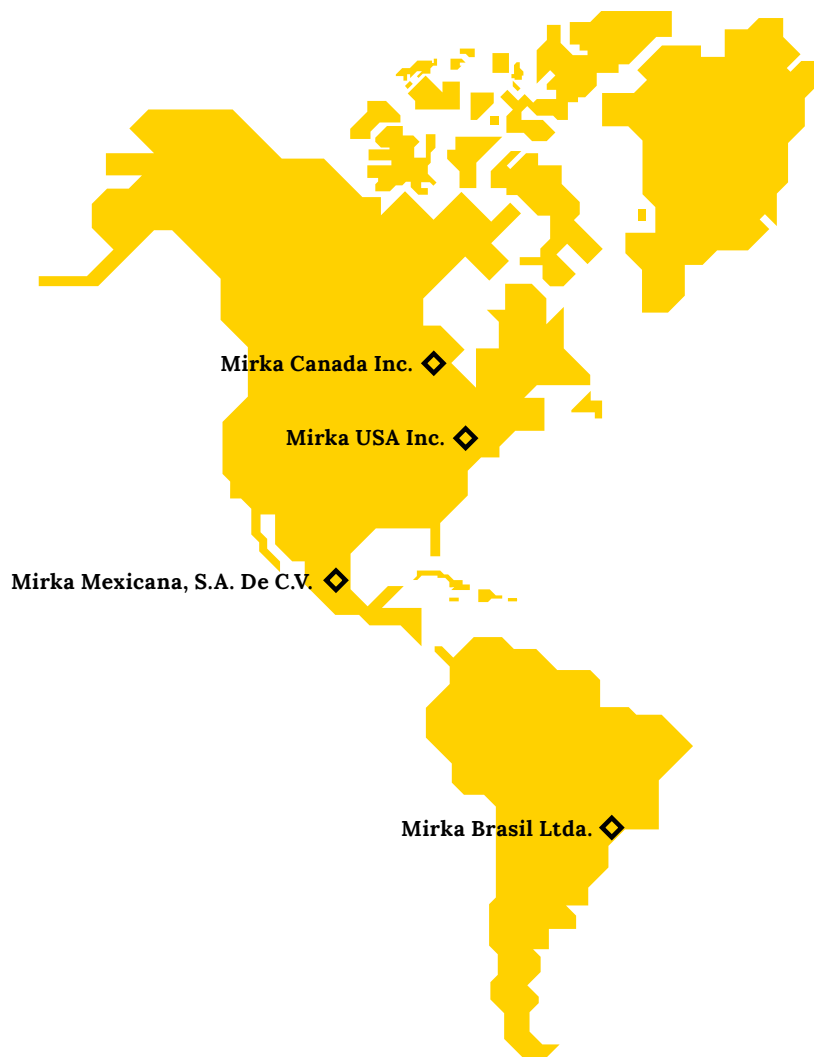 Mirka Canada Inc.
Mirka USA Inc.
Mirka Mexicana, S.A. De C.V.
Mirka Brasil Ltda.